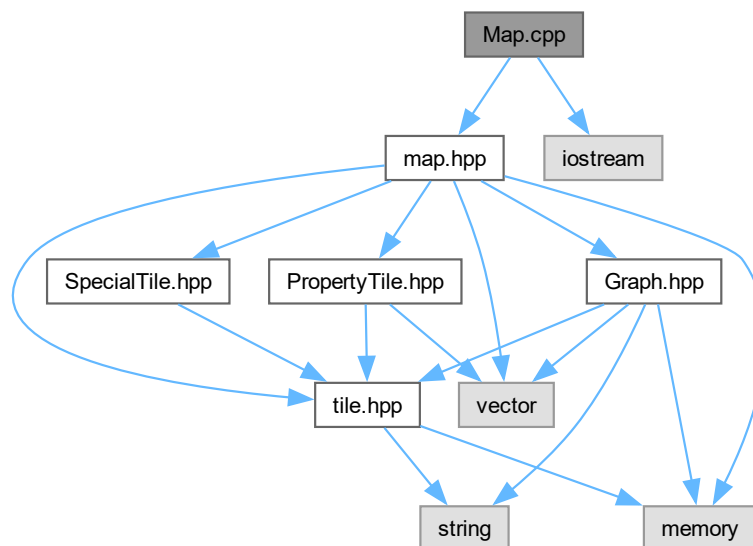 Map.cpp
map.hpp
iostream
SpecialTile.hpp
PropertyTile.hpp
Graph.hpp
tile.hpp
vector
string
memory